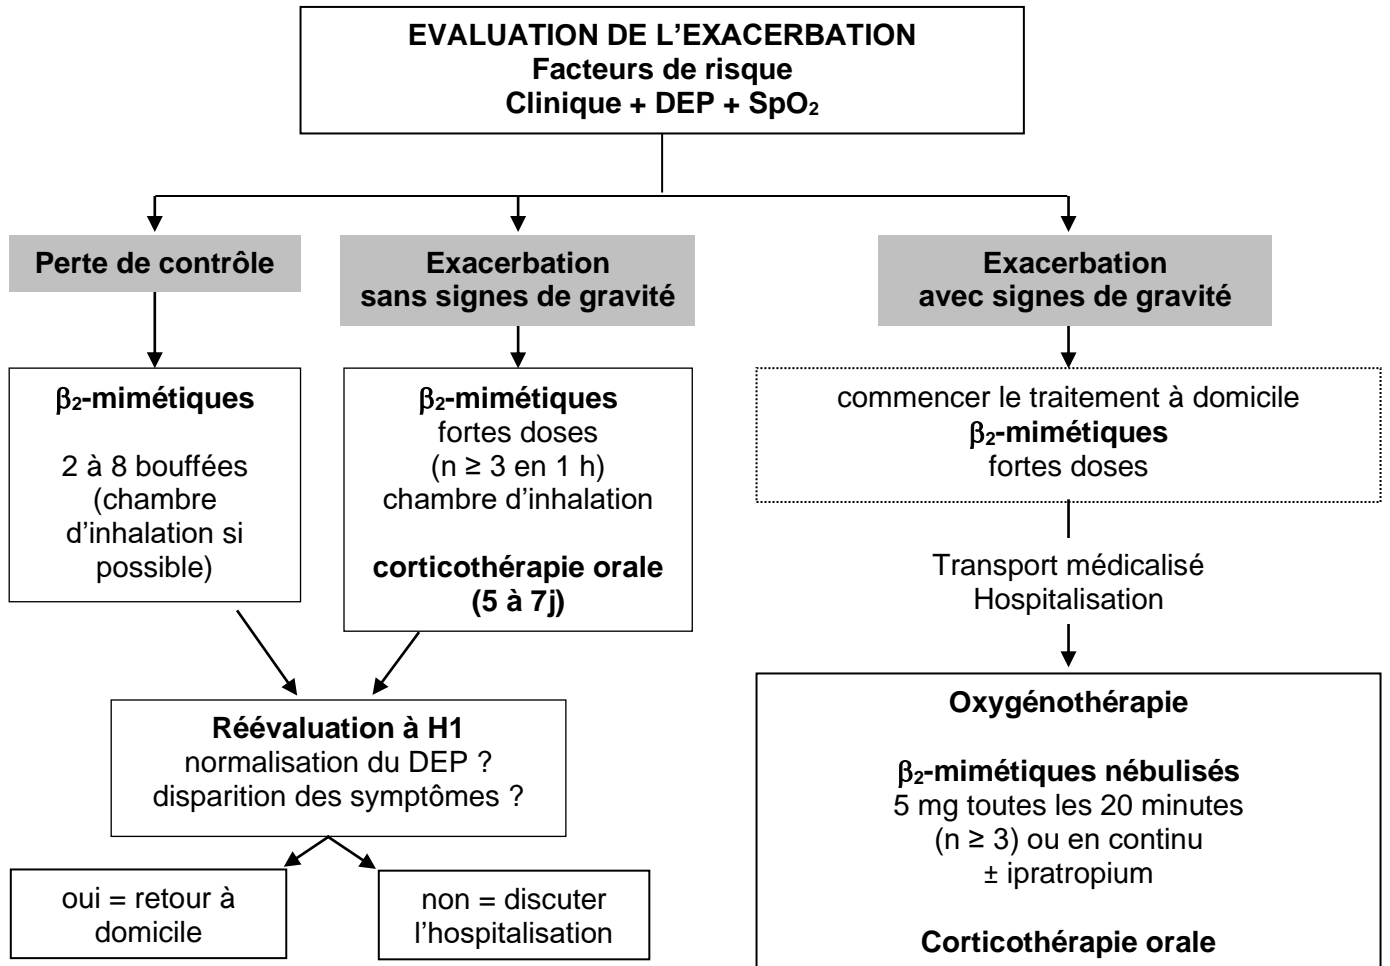 EVALUATION DE L’EXACERBATION
Facteurs de risque
Clinique + DEP + SpO₂
Perte de contrôle
Exacerbation
sans signes de gravité
Exacerbation
avec signes de gravité
β₂-mimétiques
2 à 8 bouffées
(chambre
d’inhalation si
possible)
β₂-mimétiques
fortes doses
(n ≥ 3 en 1 h)
chambre d’inhalation
corticothérapie orale
(5 à 7j)
commencer le traitement à domicile
β₂-mimétiques
fortes doses
Transport médicalisé
Hospitalisation
Réévaluation à H1
normalisation du DEP ?
disparition des symptômes ?
oui = retour à
domicile
non = discuter
l’hospitalisation
Oxygénothérapie
β₂-mimétiques nébulisés
5 mg toutes les 20 minutes
(n ≥ 3) ou en continu
± ipratropium
Corticothérapie orale